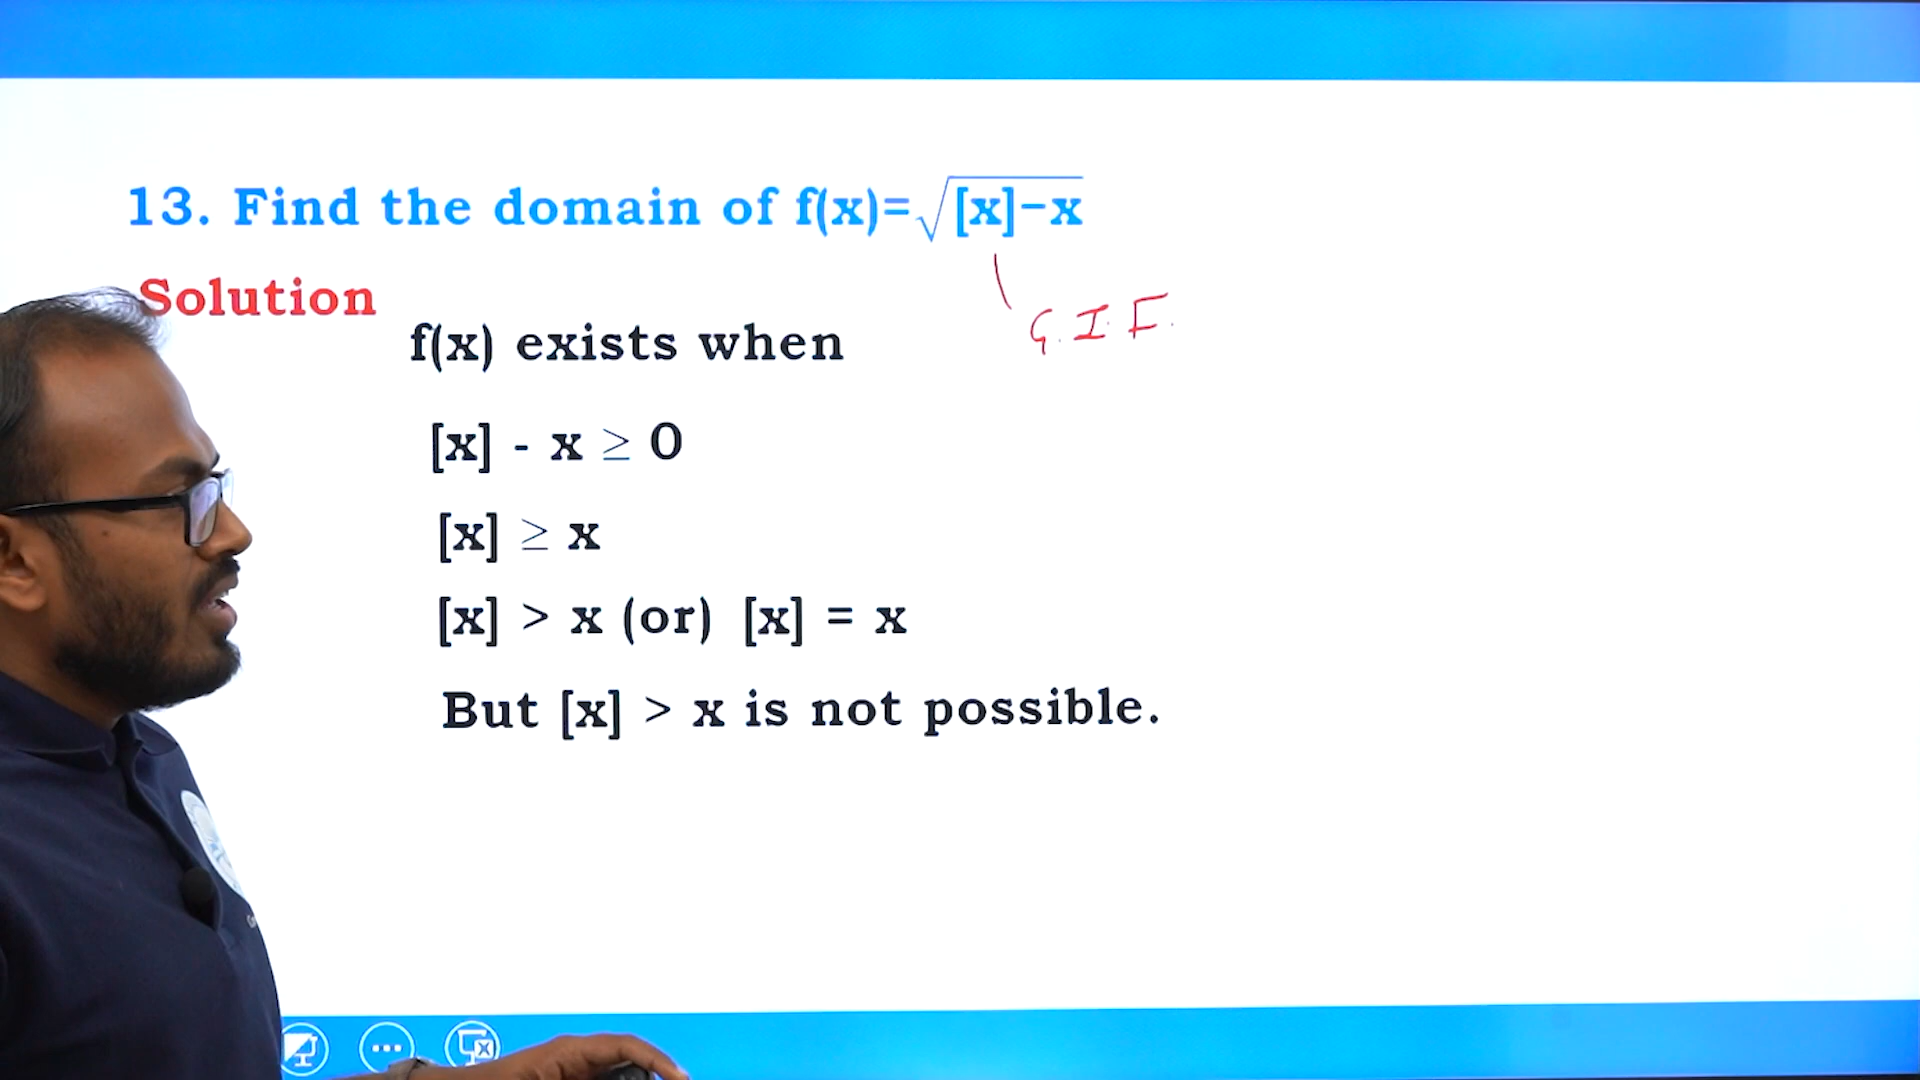 13. Find the domain of f(x)=√[x]−x
Solution
G.I.F.
f(x) exists when
[x] - x ≥ 0
[x] ≥ x
[x] > x (or) [x] = x
But [x] > x is not possible.